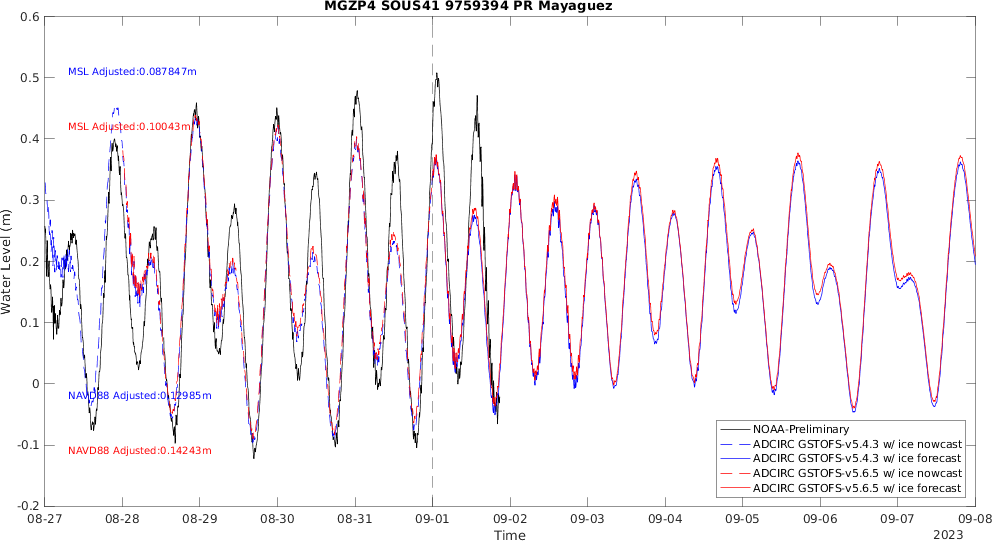 MGZP4 SOUS41 9759394 PR Mayaguez
0.6
0.5
0.4
0.3
0.2
0.1
0
-0.1
-0.2
Water Level (m)
MSL Adjusted:0.087847m
MSL Adjusted:0.10043m
NAVD88 Adjusted:0.12985m
NAVD88 Adjusted:0.14243m
NOAA-Preliminary
ADCIRC GSTOFS-v5.4.3 w/ ice nowcast
ADCIRC GSTOFS-v5.4.3 w/ ice forecast
ADCIRC GSTOFS-v5.6.5 w/ ice nowcast
ADCIRC GSTOFS-v5.6.5 w/ ice forecast
08-27 08-28 08-29 08-30 08-31 09-01 09-02 09-03 09-04 09-05 09-06 09-07 09-08
Time
2023